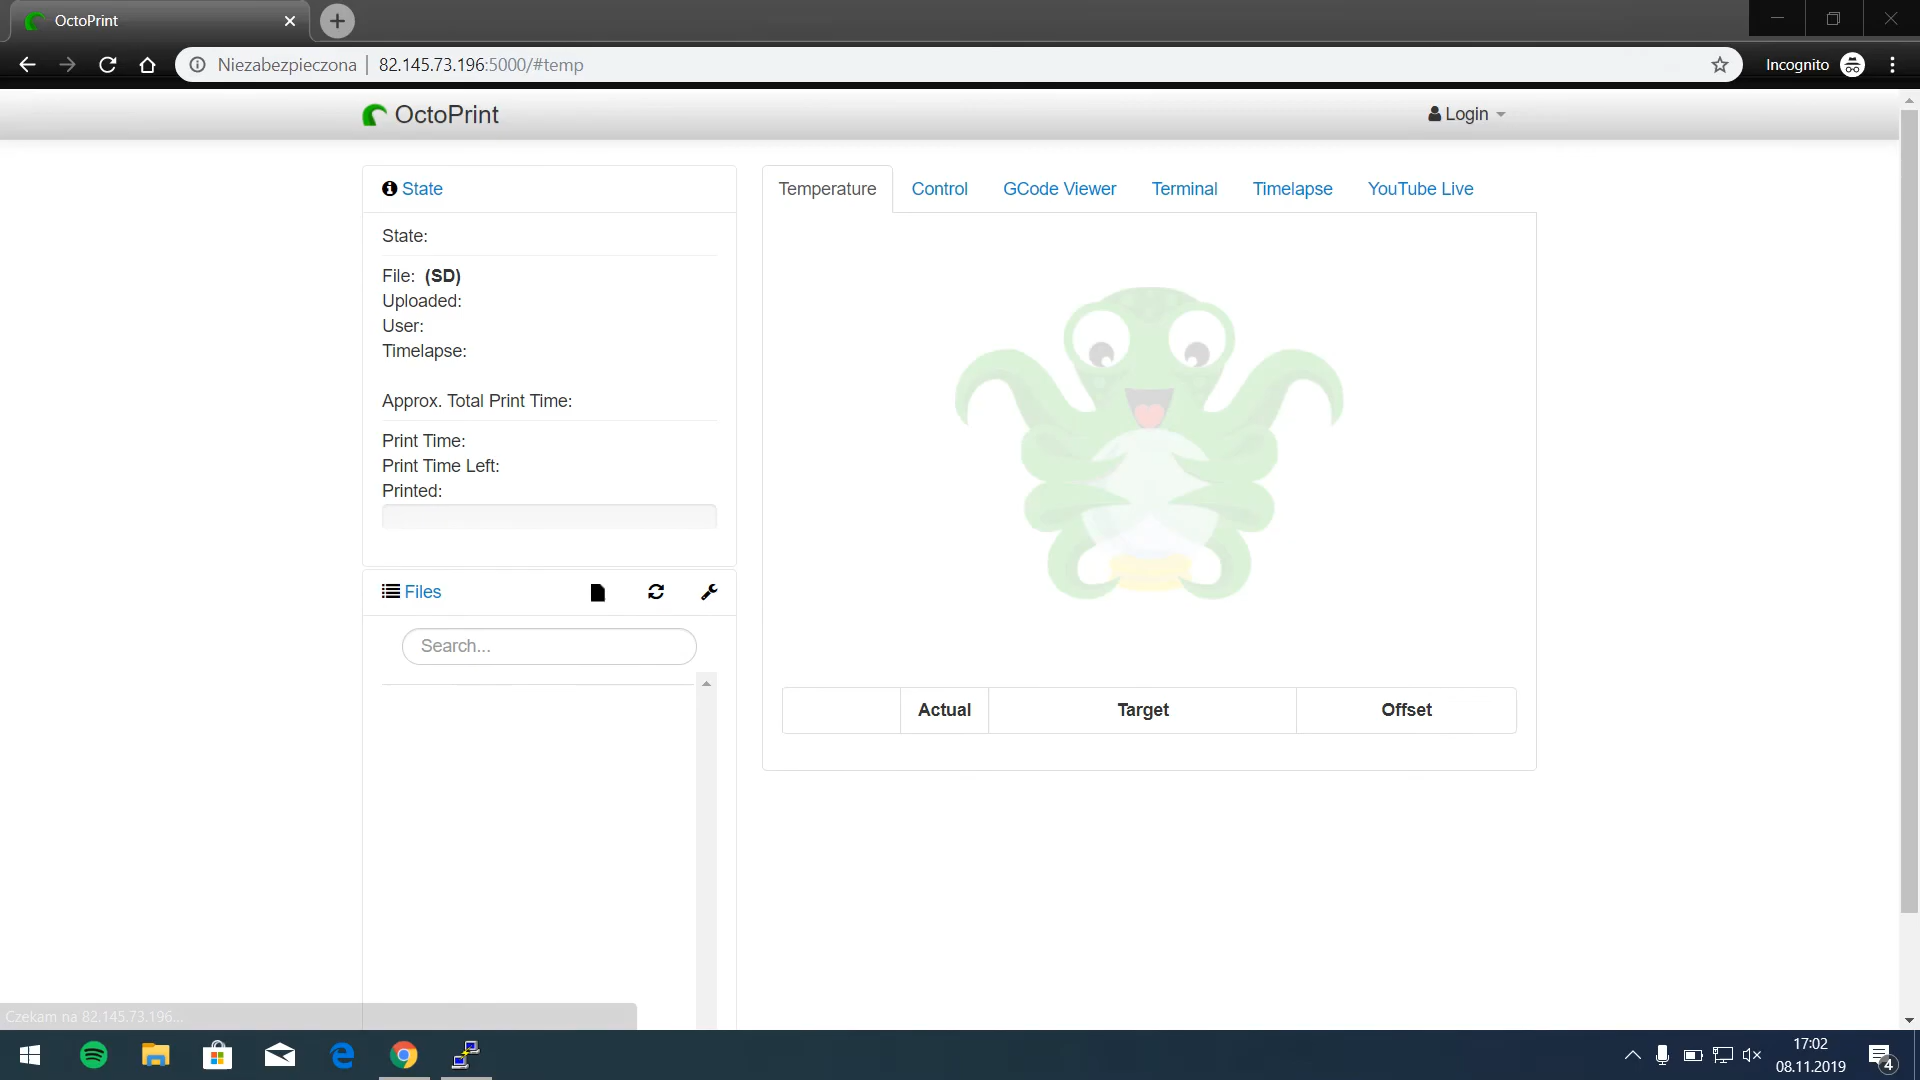 OctoPrint
Niezabezpieczona | 82.145.73.196:5000/#temp
Incognito
OctoPrint
Login
State
State:
File: (SD)
Uploaded:
User:
Timelapse:
Approx. Total Print Time:
Print Time:
Print Time Left:
Printed:
Files
Search...
Temperature
Control
GCode Viewer
Terminal
Timelapse
YouTube Live
Actual
Target
Offset
Czekam na 82.145.73.196...
17:02
08.11.2019
4